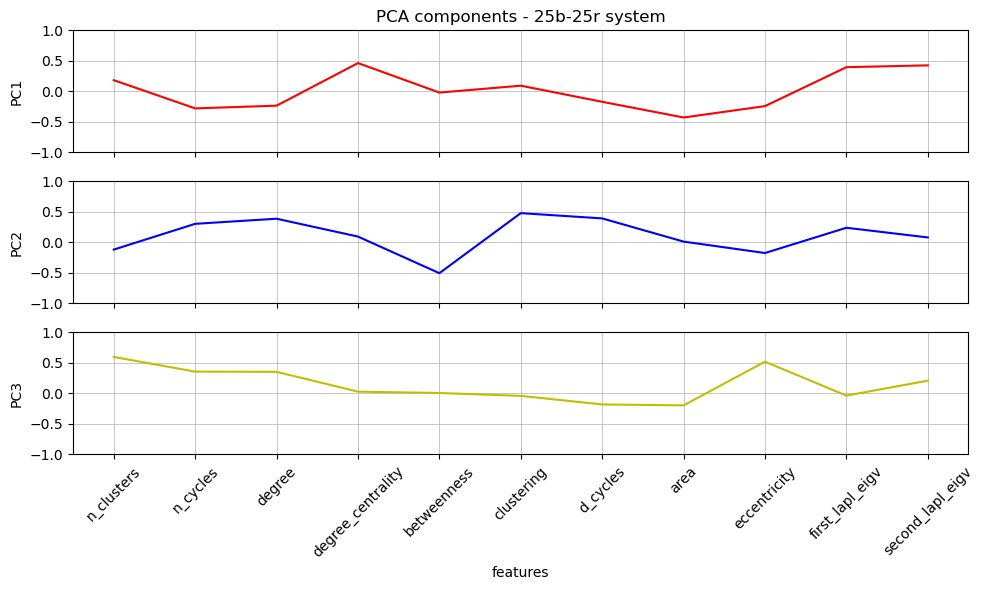 PCA components - 25b-25r system
1.0
0.5
0.0
−0.5
−1.0
PC1
1.0
0.5
0.0
−0.5
−1.0
PC2
1.0
0.5
0.0
−0.5
−1.0
PC3
n_clusters
n_cycles
degree
degree_centrality
betweenness
clustering
d_cycles
area
eccentricity
first_lapl_eigv
second_lapl_eigv
features